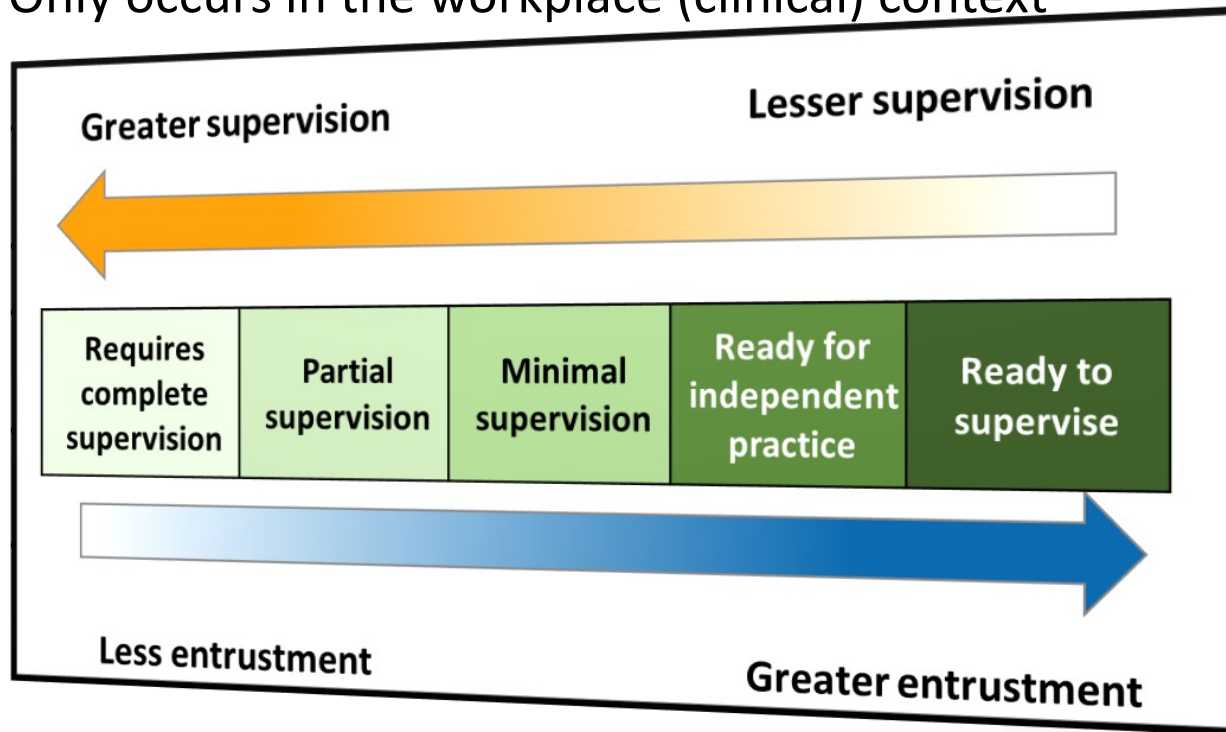 Only occurs in the workplace (clinical) context
Greater supervision
Lesser supervision
Requires
complete
supervision
Partial
supervision
Minimal
supervision
Ready for
independent
practice
Ready to
supervise
Less entrustment
Greater entrustment